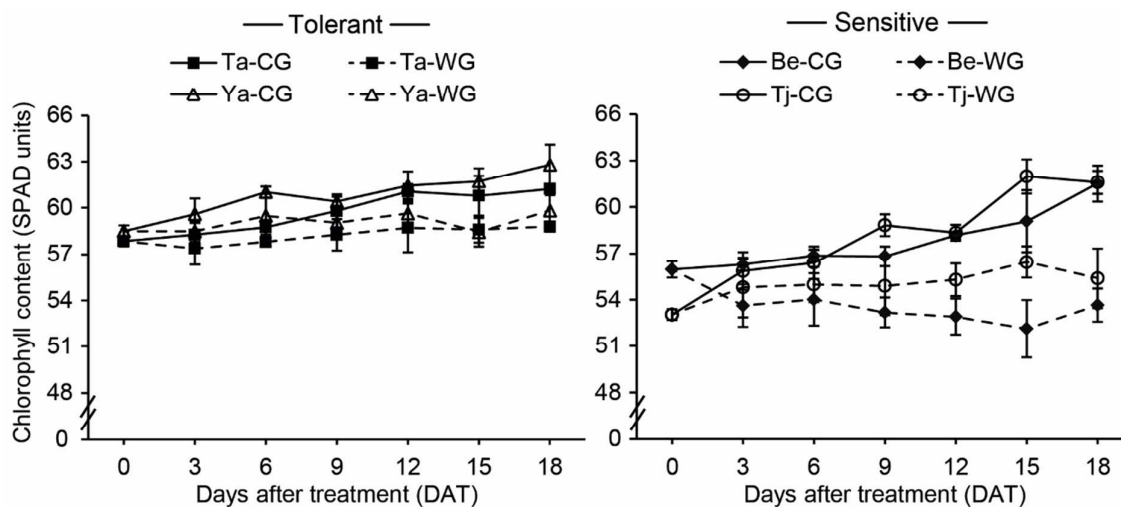 Tolerant
Ta-CG Ta-WG
Ya-CG Ya-WG
Sensitive
Be-CG Be-WG
Tj-CG Tj-WG
Chlorophyll content (SPAD units)
66
63
60
57
54
51
48
0
0 3 6 9 12 15 18
Days after treatment (DAT)
66
63
60
57
54
51
48
0
0 3 6 9 12 15 18
Days after treatment (DAT)